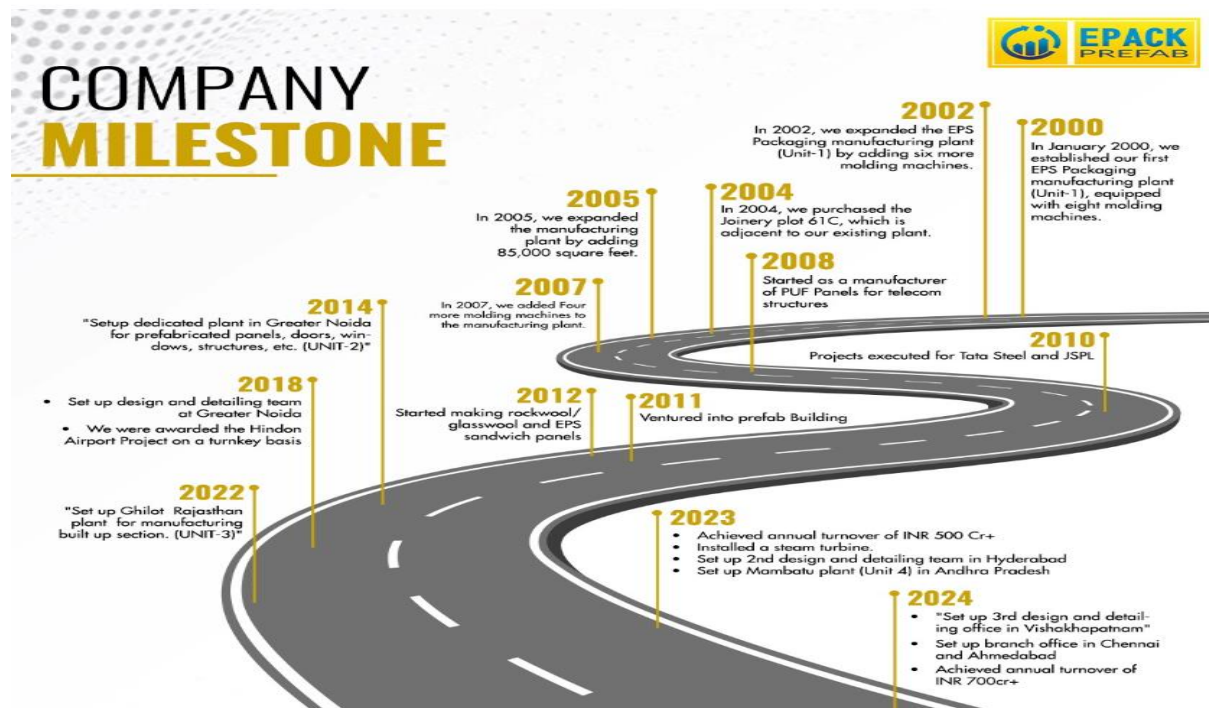 EPACK
PREFAB
COMPANY
MILESTONE
2002
In 2002, we expanded the EPS
Packaging manufacturing plant
(Unit-1) by adding six more
molding machines.
2000
In January 2000, we
established our first
EPS Packaging
manufacturing plant
(Unit-1), equipped
with eight molding
machines.
2005
In 2005, we expanded
the manufacturing
plant by adding
85,000 square feet.
2004
In 2004, we purchased the
Joinery plot 61C, which is
adjacent to our existing plant.
2007
In 2007, we added Four
more molding machines to
the manufacturing plant.
2008
Started as a manufacturer
of PUF Panels for telecom
structures
2014
"Setup dedicated plant in Greater Noida
for prefabricated panels, doors, win-
dows, structures, etc. (UNIT-2)"
2010
Projects executed for Tata Steel and JSPL
2018
• Set up design and detailing team
at Greater Noida
• We were awarded the Hindon
Airport Project on a turnkey basis
2012
Started making rockwool/
glasswool and EPS
sandwich panels
2011
Ventured into prefab Building
2022
"Set up Ghilot Rajasthan
plant for manufacturing
built up section. (UNIT-3)"
2023
• Achieved annual turnover of INR 500 Cr+
• Installed a steam turbine.
• Set up 2nd design and detailing team in Hyderabad
• Set up Mambatu plant (Unit 4) in Andhra Pradesh
2024
• "Set up 3rd design and detail-
ing office in Vishakhapatnam"
• Set up branch office in Chennai
and Ahmedabad
• Achieved annual turnover of
INR 700cr+